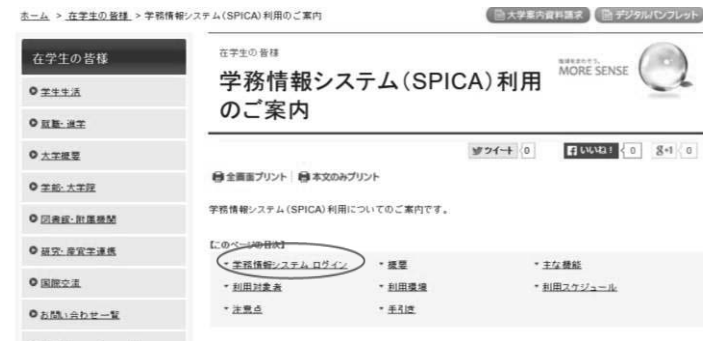 ホーム > 在学生の皆様 > 学務情報システム(SPICA)利用のご案内
大学案内資料請求
デジタルパンフレット
在学生の皆様
学生生活
就職・進学
大学概要
学部・大学院
図書館・附属機関
研究・産官学連携
国際交流
お問い合わせ一覧
在学生の皆様
学務情報システム(SPICA)利用
のご案内
MORE SENSE
ツイート 0
いいね! 0
g+1 0
全画面プリント
本文のみプリント
学務情報システム(SPICA)利用についてのご案内です。
【このページの目次】
・学務情報システム ログイン ・概要 ・主な機能
・利用対象者 ・利用環境 ・利用スケジュール
・注意点 ・手引書